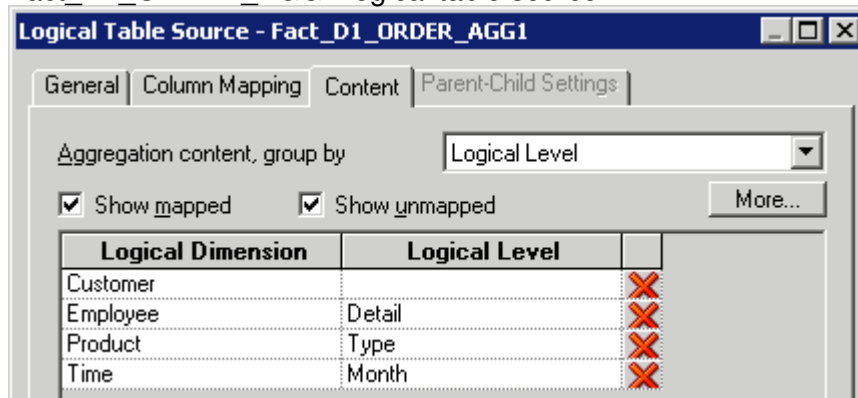 Logical Table Source - Fact_D1_ORDER_AGG1
General Column Mapping Content Parent-Child Settings
Aggregation content, group by Logical Level
Show mapped Show unmapped More...
Logical Dimension Logical Level
Customer
Employee Detail
Product Type
Time Month